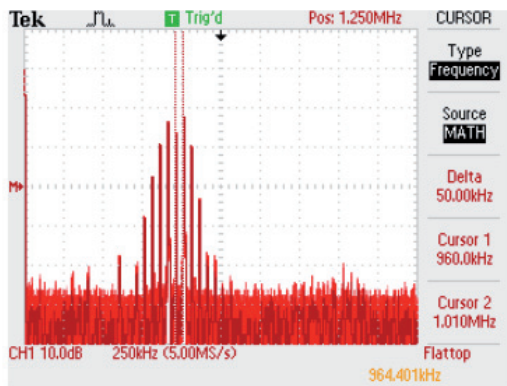 Tek T Trig'd Pos: 1.250MHz CURSOR
Type
Frequency
Source
MATH
M
Delta
50.00kHz
Cursor 1
960.0kHz
Cursor 2
1.010MHz
CH1 10.0dB 250kHz (5.00MS/s) Flattop
964.401kHz